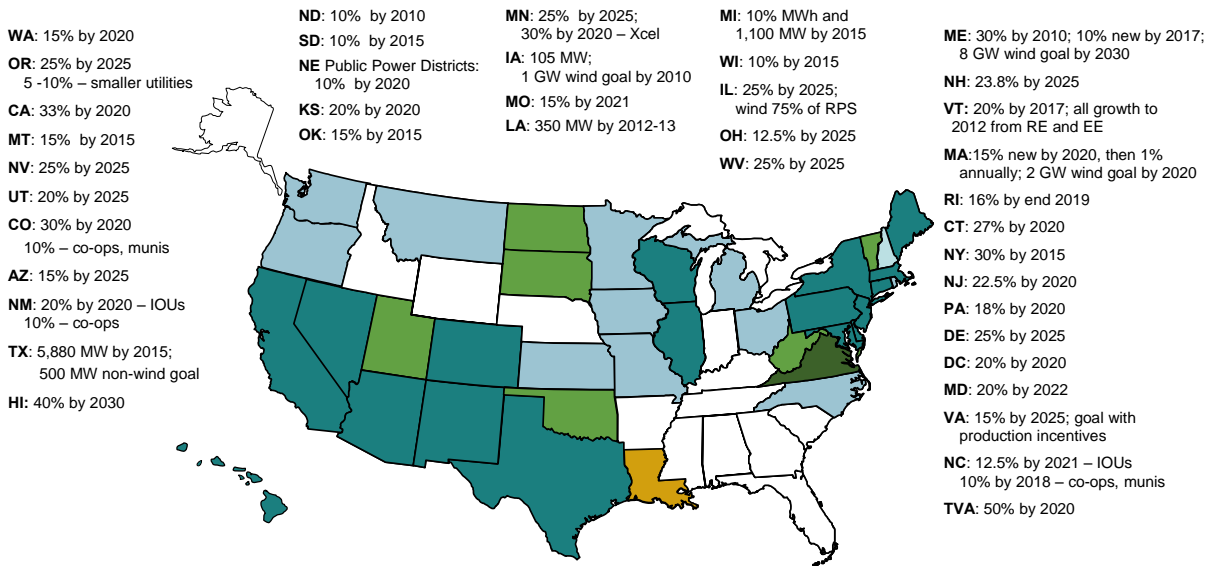 WA: 15% by 2020
OR: 25% by 2025
5 -10% – smaller utilities
CA: 33% by 2020
MT: 15% by 2015
NV: 25% by 2025
UT: 20% by 2025
CO: 30% by 2020
10% – co-ops, munis
AZ: 15% by 2025
NM: 20% by 2020 – IOUs
10% – co-ops
TX: 5,880 MW by 2015;
500 MW non-wind goal
HI: 40% by 2030
ND: 10% by 2010
SD: 10% by 2015
NE Public Power Districts:
10% by 2020
KS: 20% by 2020
OK: 15% by 2015
MN: 25% by 2025;
30% by 2020 – Xcel
IA: 105 MW;
1 GW wind goal by 2010
MO: 15% by 2021
LA: 350 MW by 2012-13
MI: 10% MWh and
1,100 MW by 2015
WI: 10% by 2015
IL: 25% by 2025;
wind 75% of RPS
OH: 12.5% by 2025
WV: 25% by 2025
ME: 30% by 2010; 10% new by 2017;
8 GW wind goal by 2030
NH: 23.8% by 2025
VT: 20% by 2017; all growth to
2012 from RE and EE
MA:15% new by 2020, then 1%
annually; 2 GW wind goal by 2020
RI: 16% by end 2019
CT: 27% by 2020
NY: 30% by 2015
NJ: 22.5% by 2020
PA: 18% by 2020
DE: 25% by 2025
DC: 20% by 2020
MD: 20% by 2022
VA: 15% by 2025; goal with
production incentives
NC: 12.5% by 2021 – IOUs
10% by 2018 – co-ops, munis
TVA: 50% by 2020